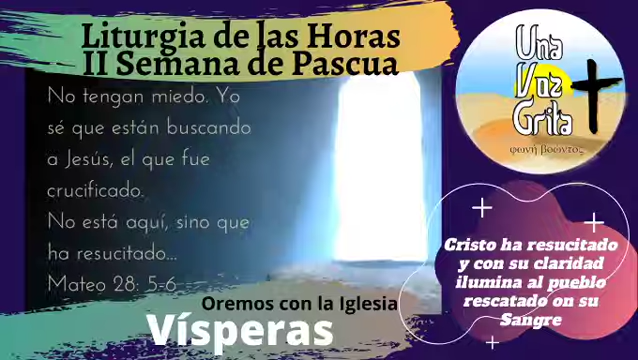 Liturgia de las Horas
II Semana de Pascua
No tengan miedo. Yo
sé que están buscando
a Jesús, el que fue
crucificado.
No está aquí, sino que
ha resucitado...
Mateo 28: 5-6
Oremos con la Iglesia
Vísperas
Una
Voz
Grita
φωνή βοωντος
Cristo ha resucitado
y con su claridad
ilumina al pueblo
rescatado on su
Sangre